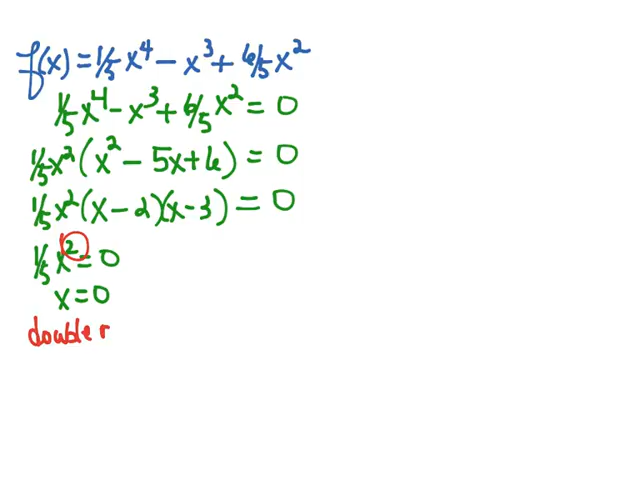 f(x) = 1/5 x⁴ − x³ + 6/5 x²
1/5 x⁴ − x³ + 6/5 x² = 0
1/5 x² (x² − 5x + 6) = 0
1/5 x² (x − 2)(x − 3) = 0
1/5 x² = 0
x = 0
double r